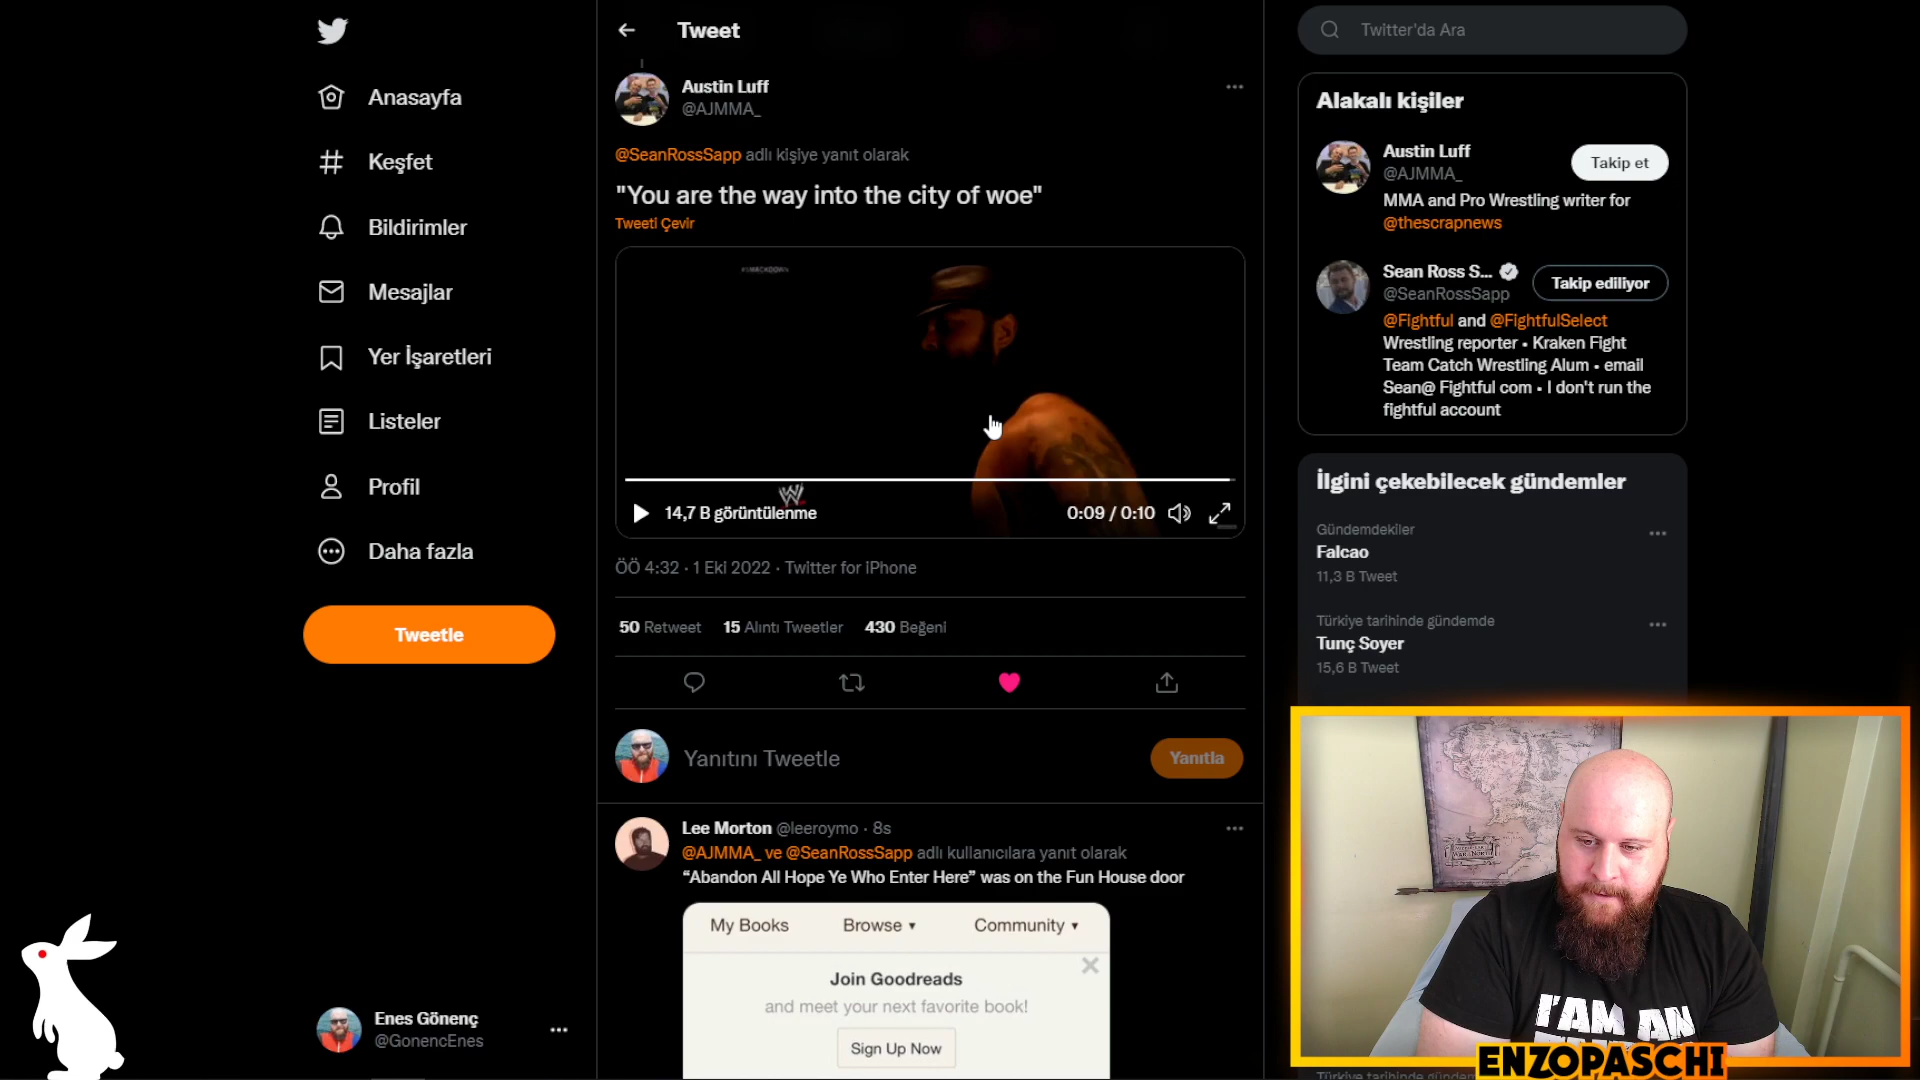 Anasayfa
Keşfet
Bildirimler
Mesajlar
Yer İşaretleri
Listeler
Profil
Daha fazla
Tweetle
Enes Gönenç
@GonencEnes
Tweet
Austin Luff
@AJMMA_
@SeanRossSapp adlı kişiye yanıt olarak
"You are the way into the city of woe"
Tweeti Çevir
#SMACKDOWN
W
14,7 B görüntülenme
0:09 / 0:10
ÖÖ 4:32 · 1 Eki 2022 · Twitter for iPhone
50 Retweet 15 Alıntı Tweetler 430 Beğeni
Yanıtını Tweetle
Yanıtla
Lee Morton @leeroymo · 8s
@AJMMA_ ve @SeanRossSapp adlı kullanıcılara yanıt olarak
“Abandon All Hope Ye Who Enter Here” was on the Fun House door
My Books Browse ▾ Community ▾
Join Goodreads
and meet your next favorite book!
Sign Up Now
Twitter'da Ara
Alakalı kişiler
Austin Luff
@AJMMA_
Takip et
MMA and Pro Wrestling writer for
@thescrapnews
Sean Ross S...
@SeanRossSapp
Takip ediliyor
@Fightful and @FightfulSelect
Wrestling reporter • Kraken Fight
Team Catch Wrestling Alum • email
Sean@ Fightful com • I don't run the
fightful account
İlgini çekebilecek gündemler
Gündemdekiler
Falcao
11,3 B Tweet
Türkiye tarihinde gündemde
Tunç Soyer
15,6 B Tweet
I'AM AN
ENZOPASCHI
Türkiye tarihinde